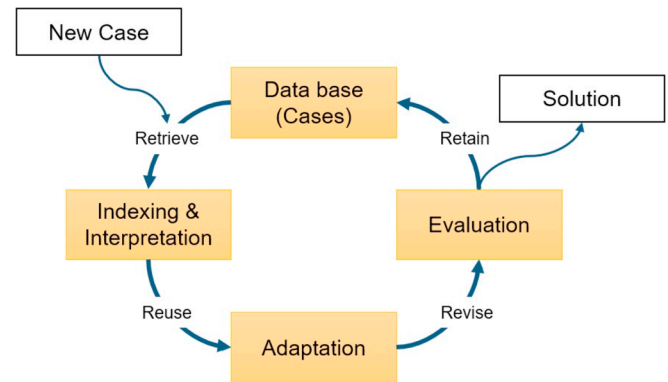 New Case
Data base
(Cases)
Solution
Retrieve
Retain
Indexing &
Interpretation
Evaluation
Reuse
Revise
Adaptation